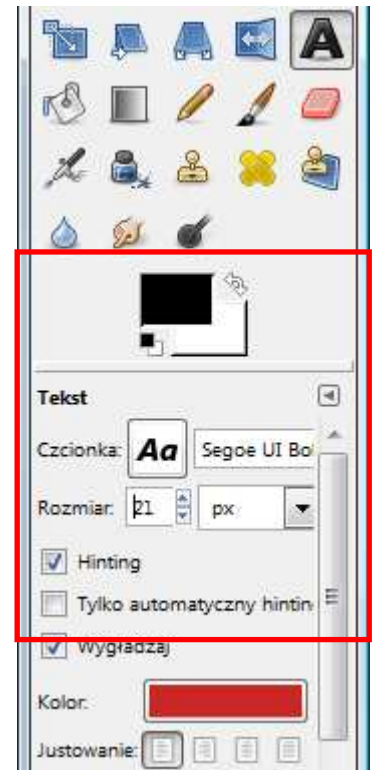 Tekst
Czcionka: Aa Segoe UI Bo
Rozmiar: 21 px
Hinting
Tylko automatyczny hintin
Wygładzaj
Kolor:
Justowanie: